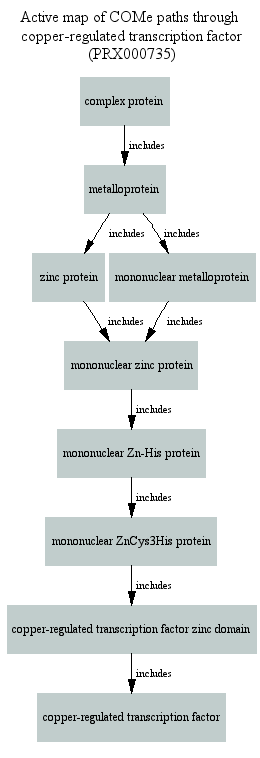 Active map of COMe paths through
copper-regulated transcription factor
(PRX000735)
complex protein
includes
metalloprotein
includes includes
zinc protein mononuclear metalloprotein
includes includes
mononuclear zinc protein
includes
mononuclear Zn-His protein
includes
mononuclear ZnCys3His protein
includes
copper-regulated transcription factor zinc domain
includes
copper-regulated transcription factor